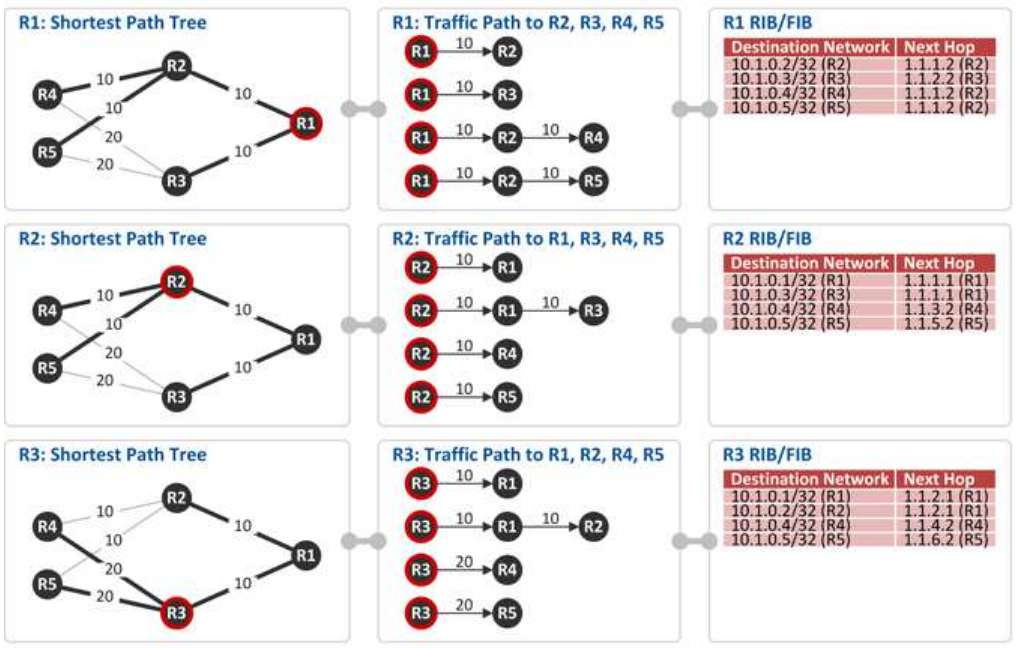 R1: Shortest Path Tree
R2
10
R4
10
10
R1
20
R5
20
10
R3
R1: Traffic Path to R2, R3, R4, R5
R1 10 R2
R1 10 R3
R1 10 R2 10 R4
R1 10 R2 10 R5
R1 RIB/FIB
Destination Network Next Hop
10.1.0.2/32 (R2) 1.1.1.2 (R2)
10.1.0.3/32 (R3) 1.1.2.2 (R3)
10.1.0.4/32 (R4) 1.1.1.2 (R2)
10.1.0.5/32 (R5) 1.1.1.2 (R2)
R2: Shortest Path Tree
R2
10
R4
10
10
R1
20
R5
20
10
R3
R2: Traffic Path to R1, R3, R4, R5
R2 10 R1
R2 10 R1 10 R3
R2 10 R4
R2 10 R5
R2 RIB/FIB
Destination Network Next Hop
10.1.0.1/32 (R1) 1.1.1.1 (R1)
10.1.0.3/32 (R3) 1.1.1.1 (R1)
10.1.0.4/32 (R4) 1.1.3.2 (R4)
10.1.0.5/32 (R5) 1.1.5.2 (R5)
R3: Shortest Path Tree
R2
10
R4
10
10
R1
20
R5
20
10
R3
R3: Traffic Path to R1, R2, R4, R5
R3 10 R1
R3 10 R1 10 R2
R3 20 R4
R3 20 R5
R3 RIB/FIB
Destination Network Next Hop
10.1.0.1/32 (R1) 1.1.2.1 (R1)
10.1.0.2/32 (R2) 1.1.2.1 (R1)
10.1.0.4/32 (R4) 1.1.4.2 (R4)
10.1.0.5/32 (R5) 1.1.6.2 (R5)